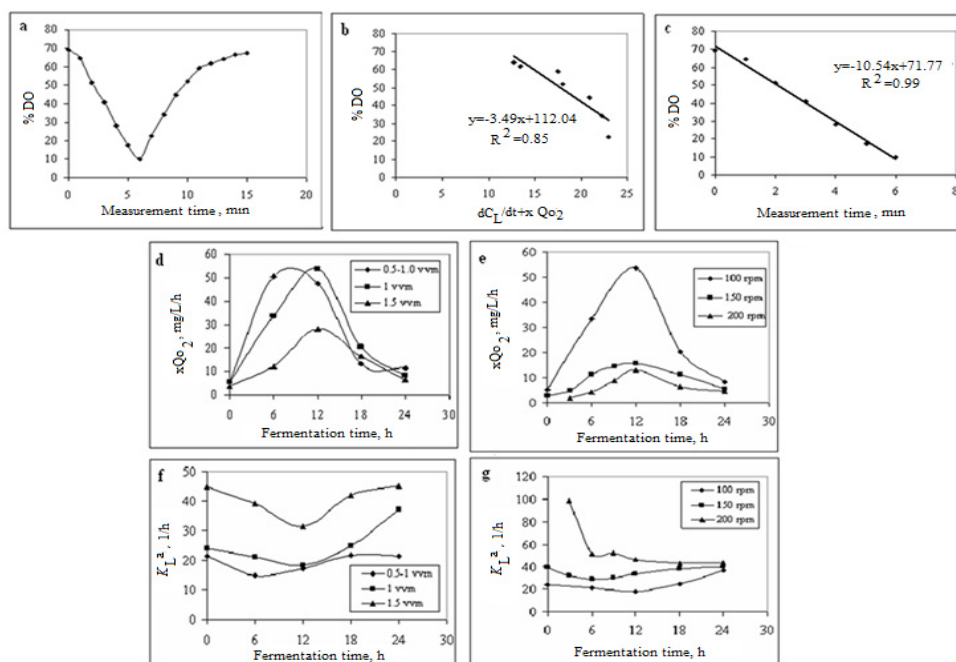 a
80
70
60
50
40
30
20
10
0
% DO
0 5 10 15 20
Measurement time , min
b
80
70
60
50
40
30
20
10
0
% DO
y=-3.49x+112.04
R2=0.85
0 5 10 15 20 25
dCL/dt+x Qo2
c
80
70
60
50
40
30
20
10
0
% DO
y=-10.54x+71.77
R2=0.99
0 2 4 6 8
Measurement time , min
d
60
50
40
30
20
10
0
xQo2, mg/L/h
0.5-1.0 vvm
1 vvm
1.5 vvm
0 6 12 18 24 30
Fermentation time, h
e
60
50
40
30
20
10
0
xQo2, mg/L/h
100 rpm
150 rpm
200 rpm
0 6 12 18 24 30
Fermentation time, h
f
50
40
30
20
10
0
KLa, 1/h
0.5-1 vvm
1 vvm
1.5 vvm
0 6 12 18 24 30
Fermentation time, h
g
120
100
80
60
40
20
0
KLa, 1/h
100 rpm
150 rpm
200 rpm
0 6 12 18 24 30
Fermentation time, h